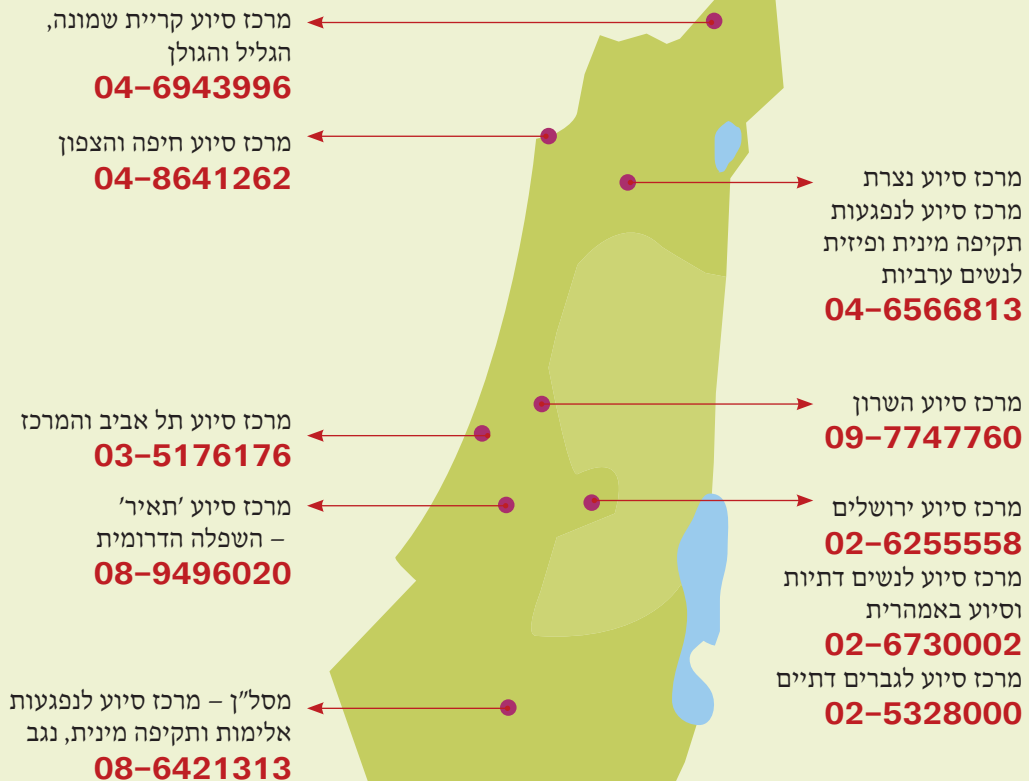 מרכז סיוע קריית שמונה,
הגליל והגולן
04–6943996
מרכז סיוע חיפה והצפון
04–8641262
מרכז סיוע נצרת
מרכז סיוע לנפגעות
תקיפה מינית ופיזית
לנשים ערביות
04–6566813
מרכז סיוע השרון
09–7747760
מרכז סיוע תל אביב והמרכז
03–5176176
מרכז סיוע 'תאיר'
– השפלה הדרומית
08–9496020
מרכז סיוע ירושלים
02–6255558
מרכז סיוע לנשים דתיות
וסיוע באמהרית
02–6730002
מרכז סיוע לגברים דתיים
02–5328000
מסל"ן – מרכז סיוע לנפגעות
אלימות ותקיפה מינית, נגב
08–6421313